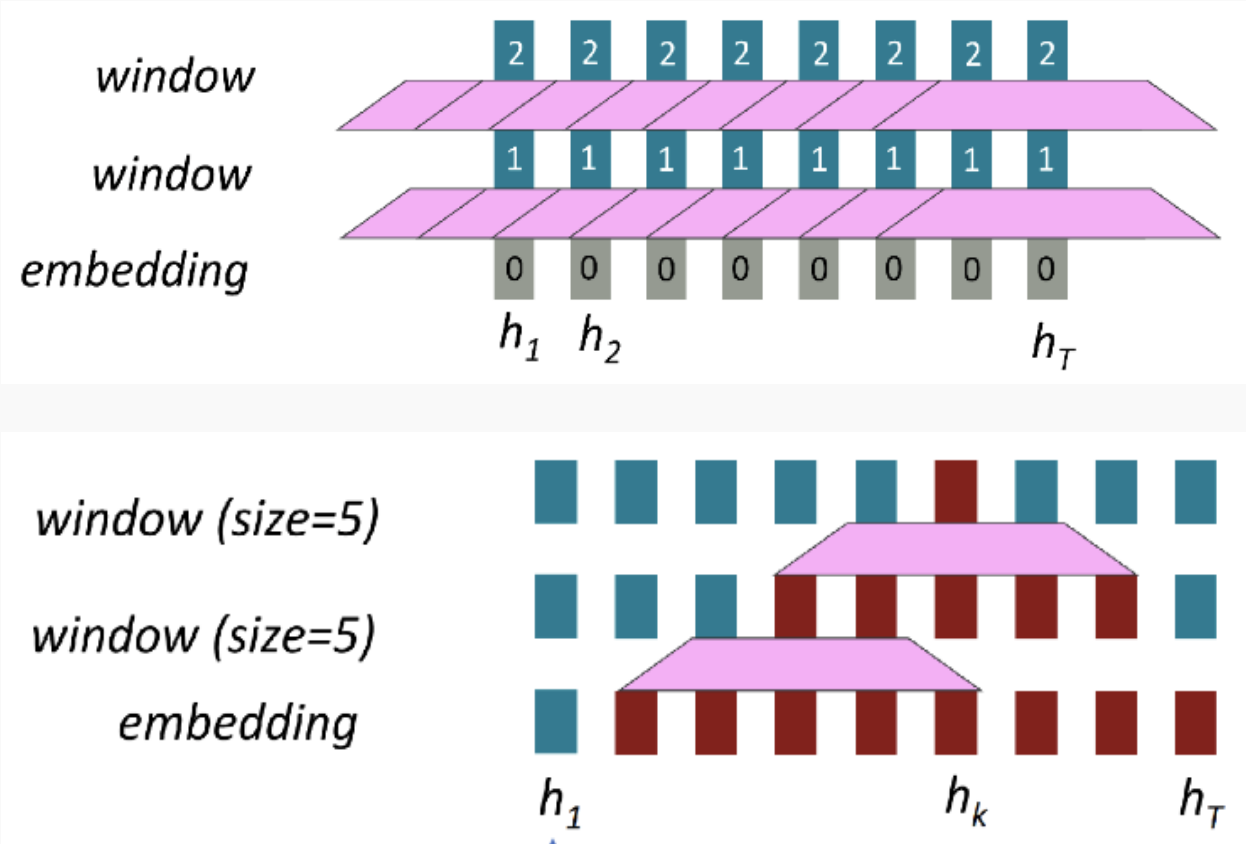 window 2 2 2 2 2 2 2 2
window 1 1 1 1 1 1 1 1
embedding 0 0 0 0 0 0 0 0
h1 h2 hT
window (size=5)
window (size=5)
embedding
h1 hk hT